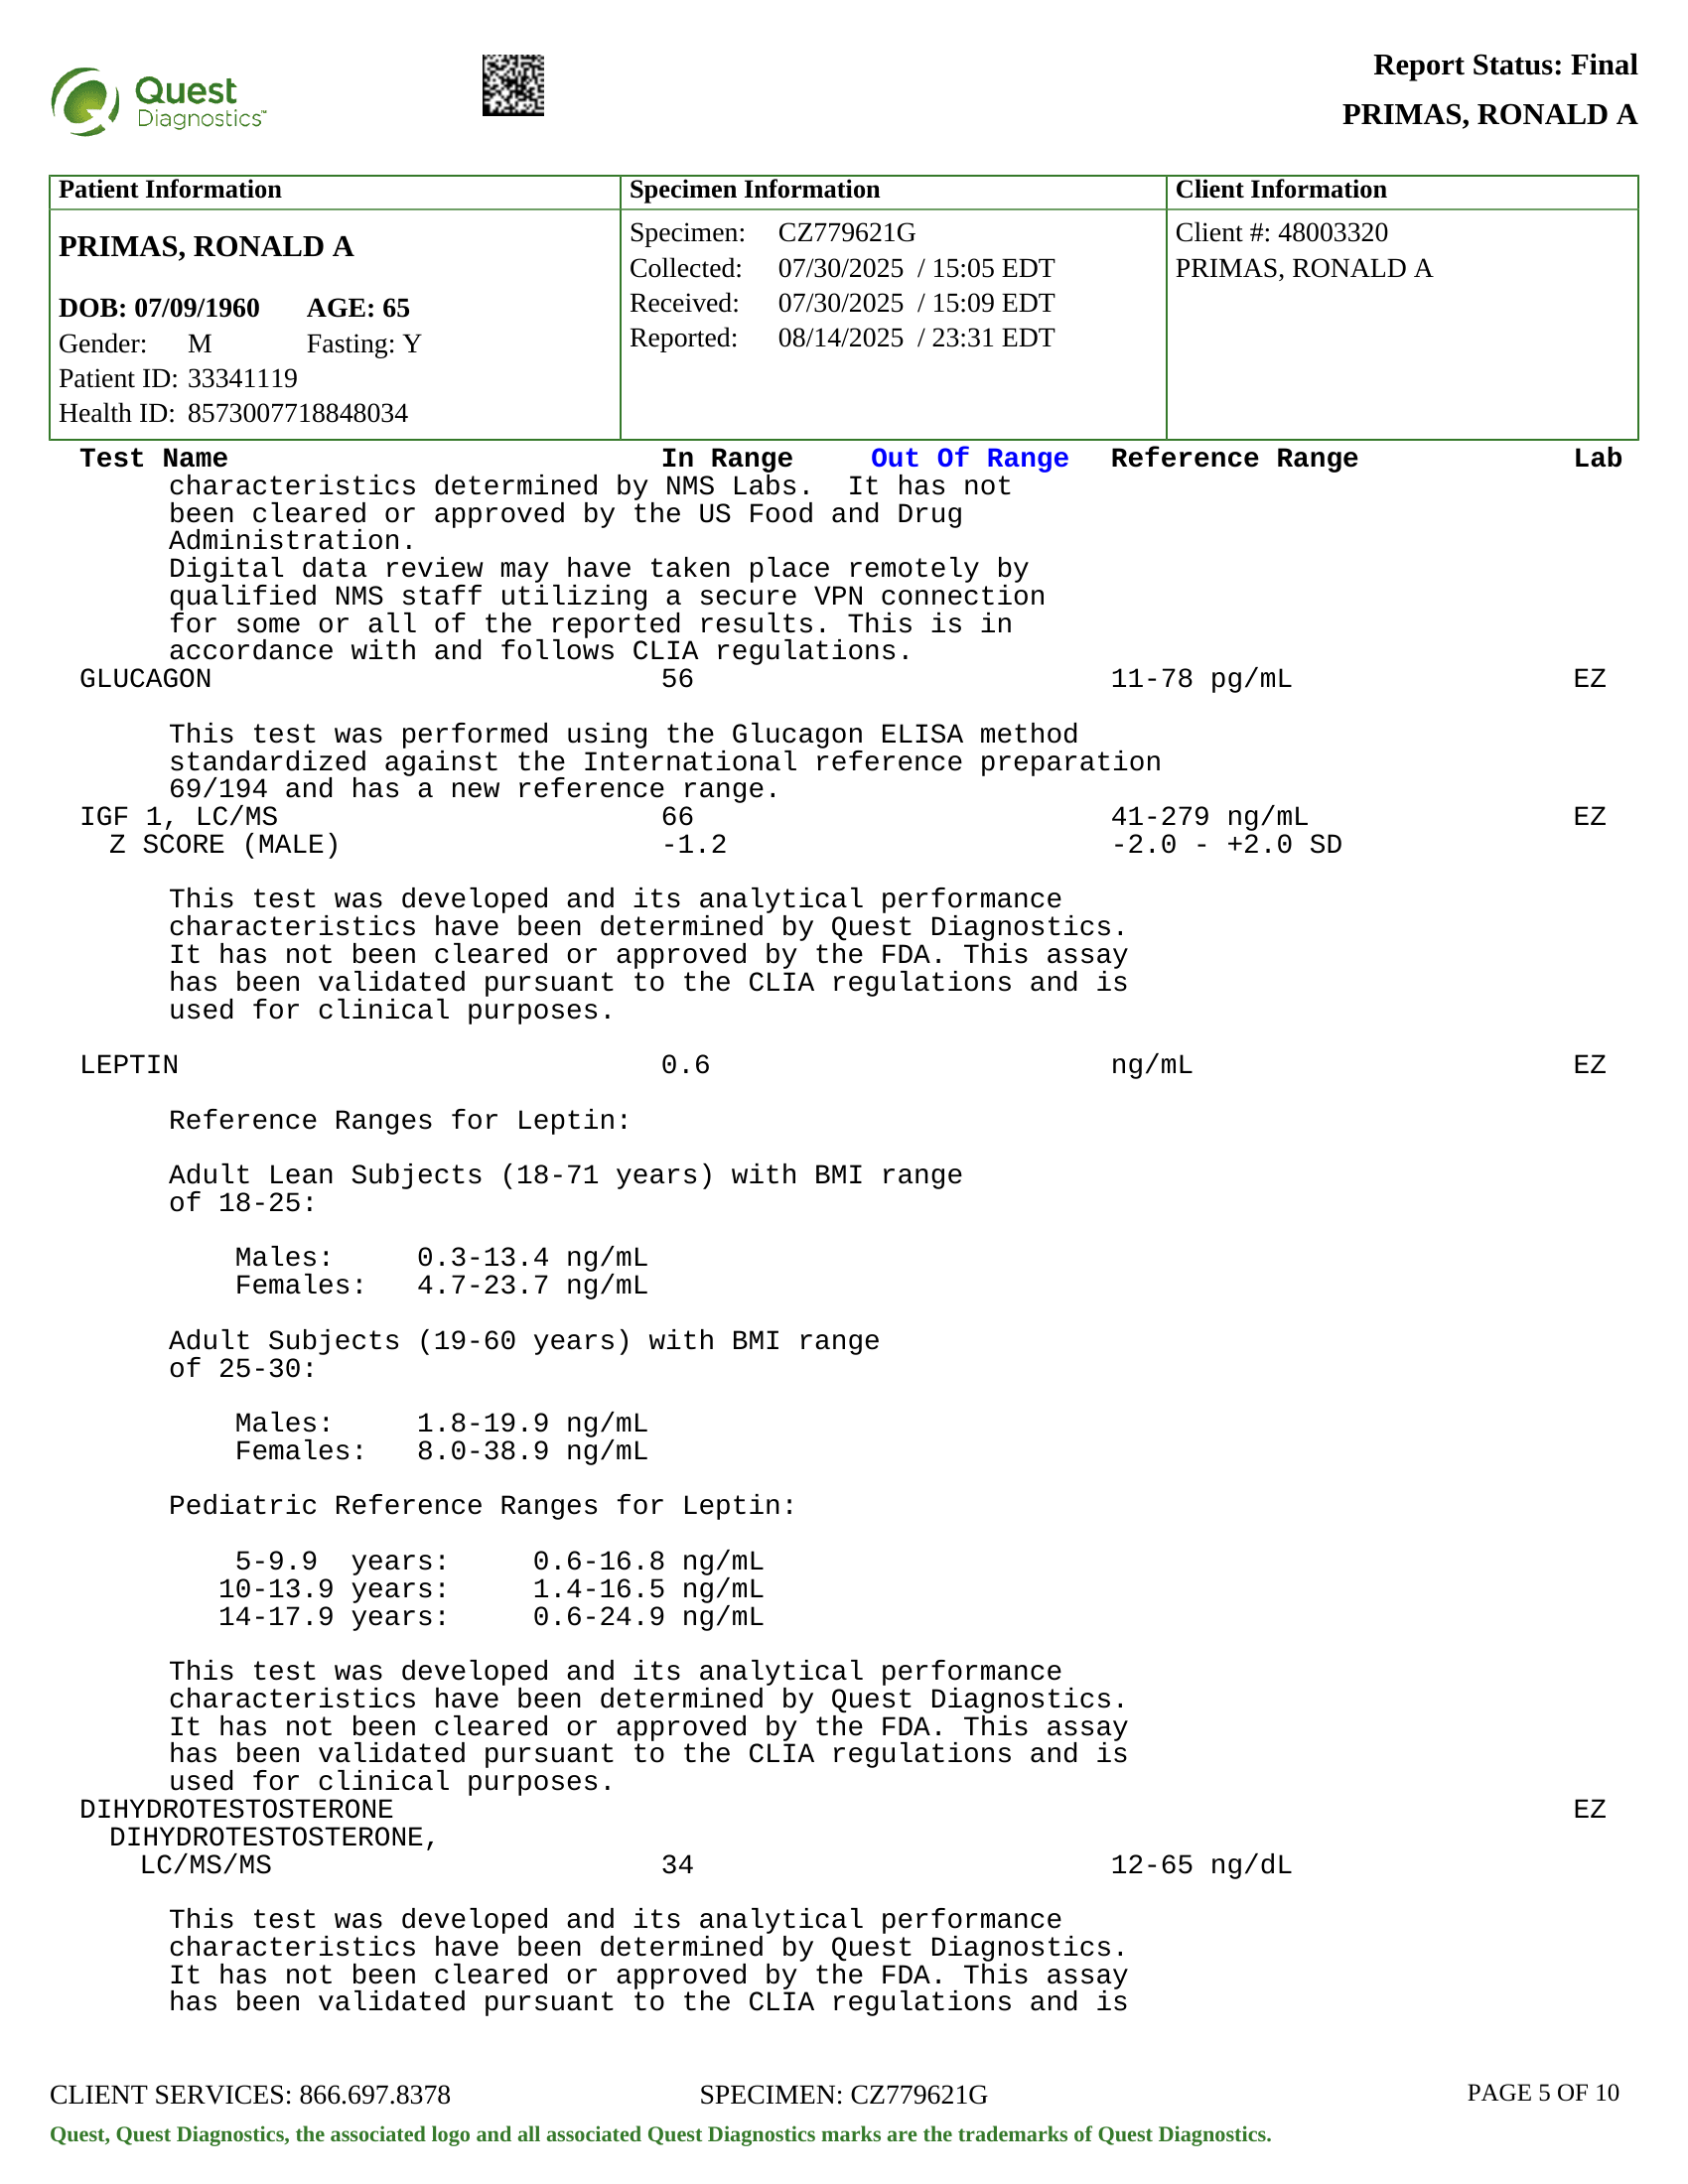 Quest
Diagnostics™
Report Status: Final
PRIMAS, RONALD A
Patient Information Specimen Information Client Information
PRIMAS, RONALD A
DOB: 07/09/1960 AGE: 65
Gender: M Fasting: Y
Patient ID: 33341119
Health ID: 8573007718848034
Specimen: CZ779621G
Collected: 07/30/2025 / 15:05 EDT
Received: 07/30/2025 / 15:09 EDT
Reported: 08/14/2025 / 23:31 EDT
Client #: 48003320
PRIMAS, RONALD A
Test Name In Range Out Of Range Reference Range Lab
characteristics determined by NMS Labs. It has not
been cleared or approved by the US Food and Drug
Administration.
Digital data review may have taken place remotely by
qualified NMS staff utilizing a secure VPN connection
for some or all of the reported results. This is in
accordance with and follows CLIA regulations.
GLUCAGON 56 11-78 pg/mL EZ
This test was performed using the Glucagon ELISA method
standardized against the International reference preparation
69/194 and has a new reference range.
IGF 1, LC/MS 66 41-279 ng/mL EZ
Z SCORE (MALE) -1.2 -2.0 - +2.0 SD
This test was developed and its analytical performance
characteristics have been determined by Quest Diagnostics.
It has not been cleared or approved by the FDA. This assay
has been validated pursuant to the CLIA regulations and is
used for clinical purposes.
LEPTIN 0.6 ng/mL EZ
Reference Ranges for Leptin:
Adult Lean Subjects (18-71 years) with BMI range
of 18-25:
Males: 0.3-13.4 ng/mL
Females: 4.7-23.7 ng/mL
Adult Subjects (19-60 years) with BMI range
of 25-30:
Males: 1.8-19.9 ng/mL
Females: 8.0-38.9 ng/mL
Pediatric Reference Ranges for Leptin:
5-9.9 years: 0.6-16.8 ng/mL
10-13.9 years: 1.4-16.5 ng/mL
14-17.9 years: 0.6-24.9 ng/mL
This test was developed and its analytical performance
characteristics have been determined by Quest Diagnostics.
It has not been cleared or approved by the FDA. This assay
has been validated pursuant to the CLIA regulations and is
used for clinical purposes.
DIHYDROTESTOSTERONE EZ
DIHYDROTESTOSTERONE,
LC/MS/MS 34 12-65 ng/dL
This test was developed and its analytical performance
characteristics have been determined by Quest Diagnostics.
It has not been cleared or approved by the FDA. This assay
has been validated pursuant to the CLIA regulations and is
CLIENT SERVICES: 866.697.8378 SPECIMEN: CZ779621G PAGE 5 OF 10
Quest, Quest Diagnostics, the associated logo and all associated Quest Diagnostics marks are the trademarks of Quest Diagnostics.